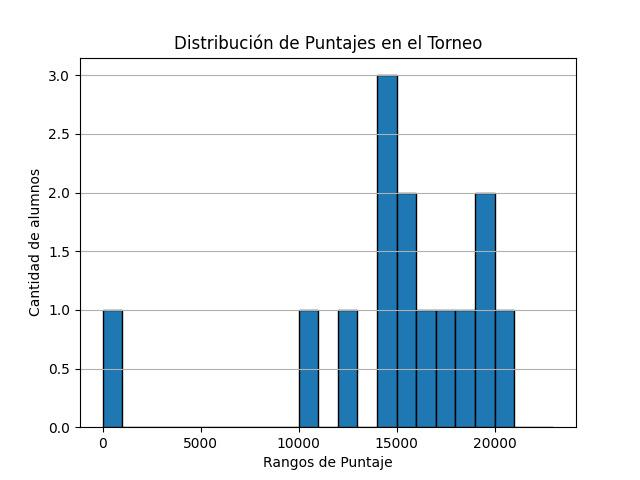 Distribución de Puntajes en el Torneo
3.0
2.5
2.0
1.5
1.0
0.5
0.0
Cantidad de alumnos
0 5000 10000 15000 20000
Rangos de Puntaje